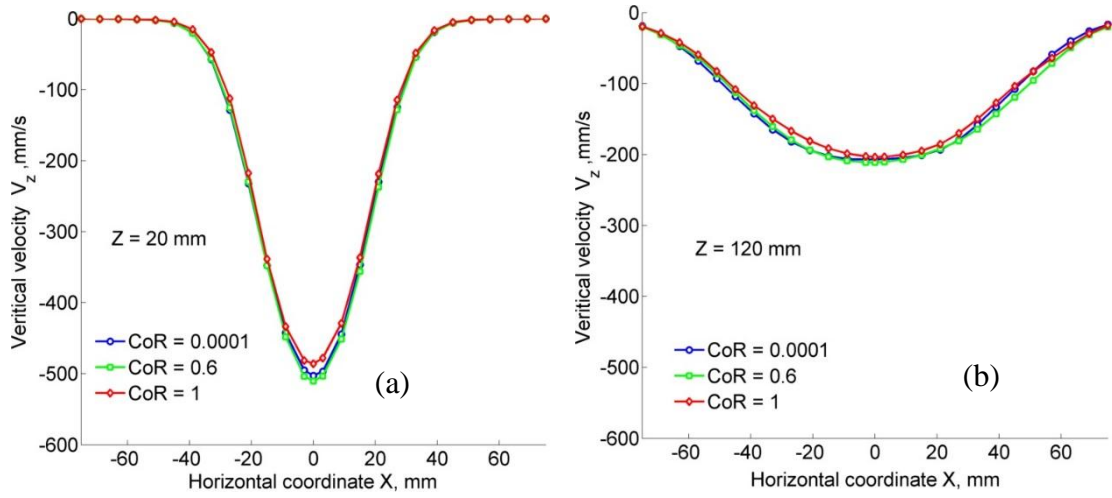 0
-100
-200
-300
-400
-500
-600
Veritical velocity V_z ,mm/s
Z = 20 mm
CoR = 0.0001
CoR = 0.6
CoR = 1
(a)
-60 -40 -20 0 20 40 60
Horizontal coordinate X, mm
0
-100
-200
-300
-400
-500
-600
Veritical velocity V_z ,mm/s
Z = 120 mm
CoR = 0.0001
CoR = 0.6
CoR = 1
(b)
-60 -40 -20 0 20 40 60
Horizontal coordinate X, mm